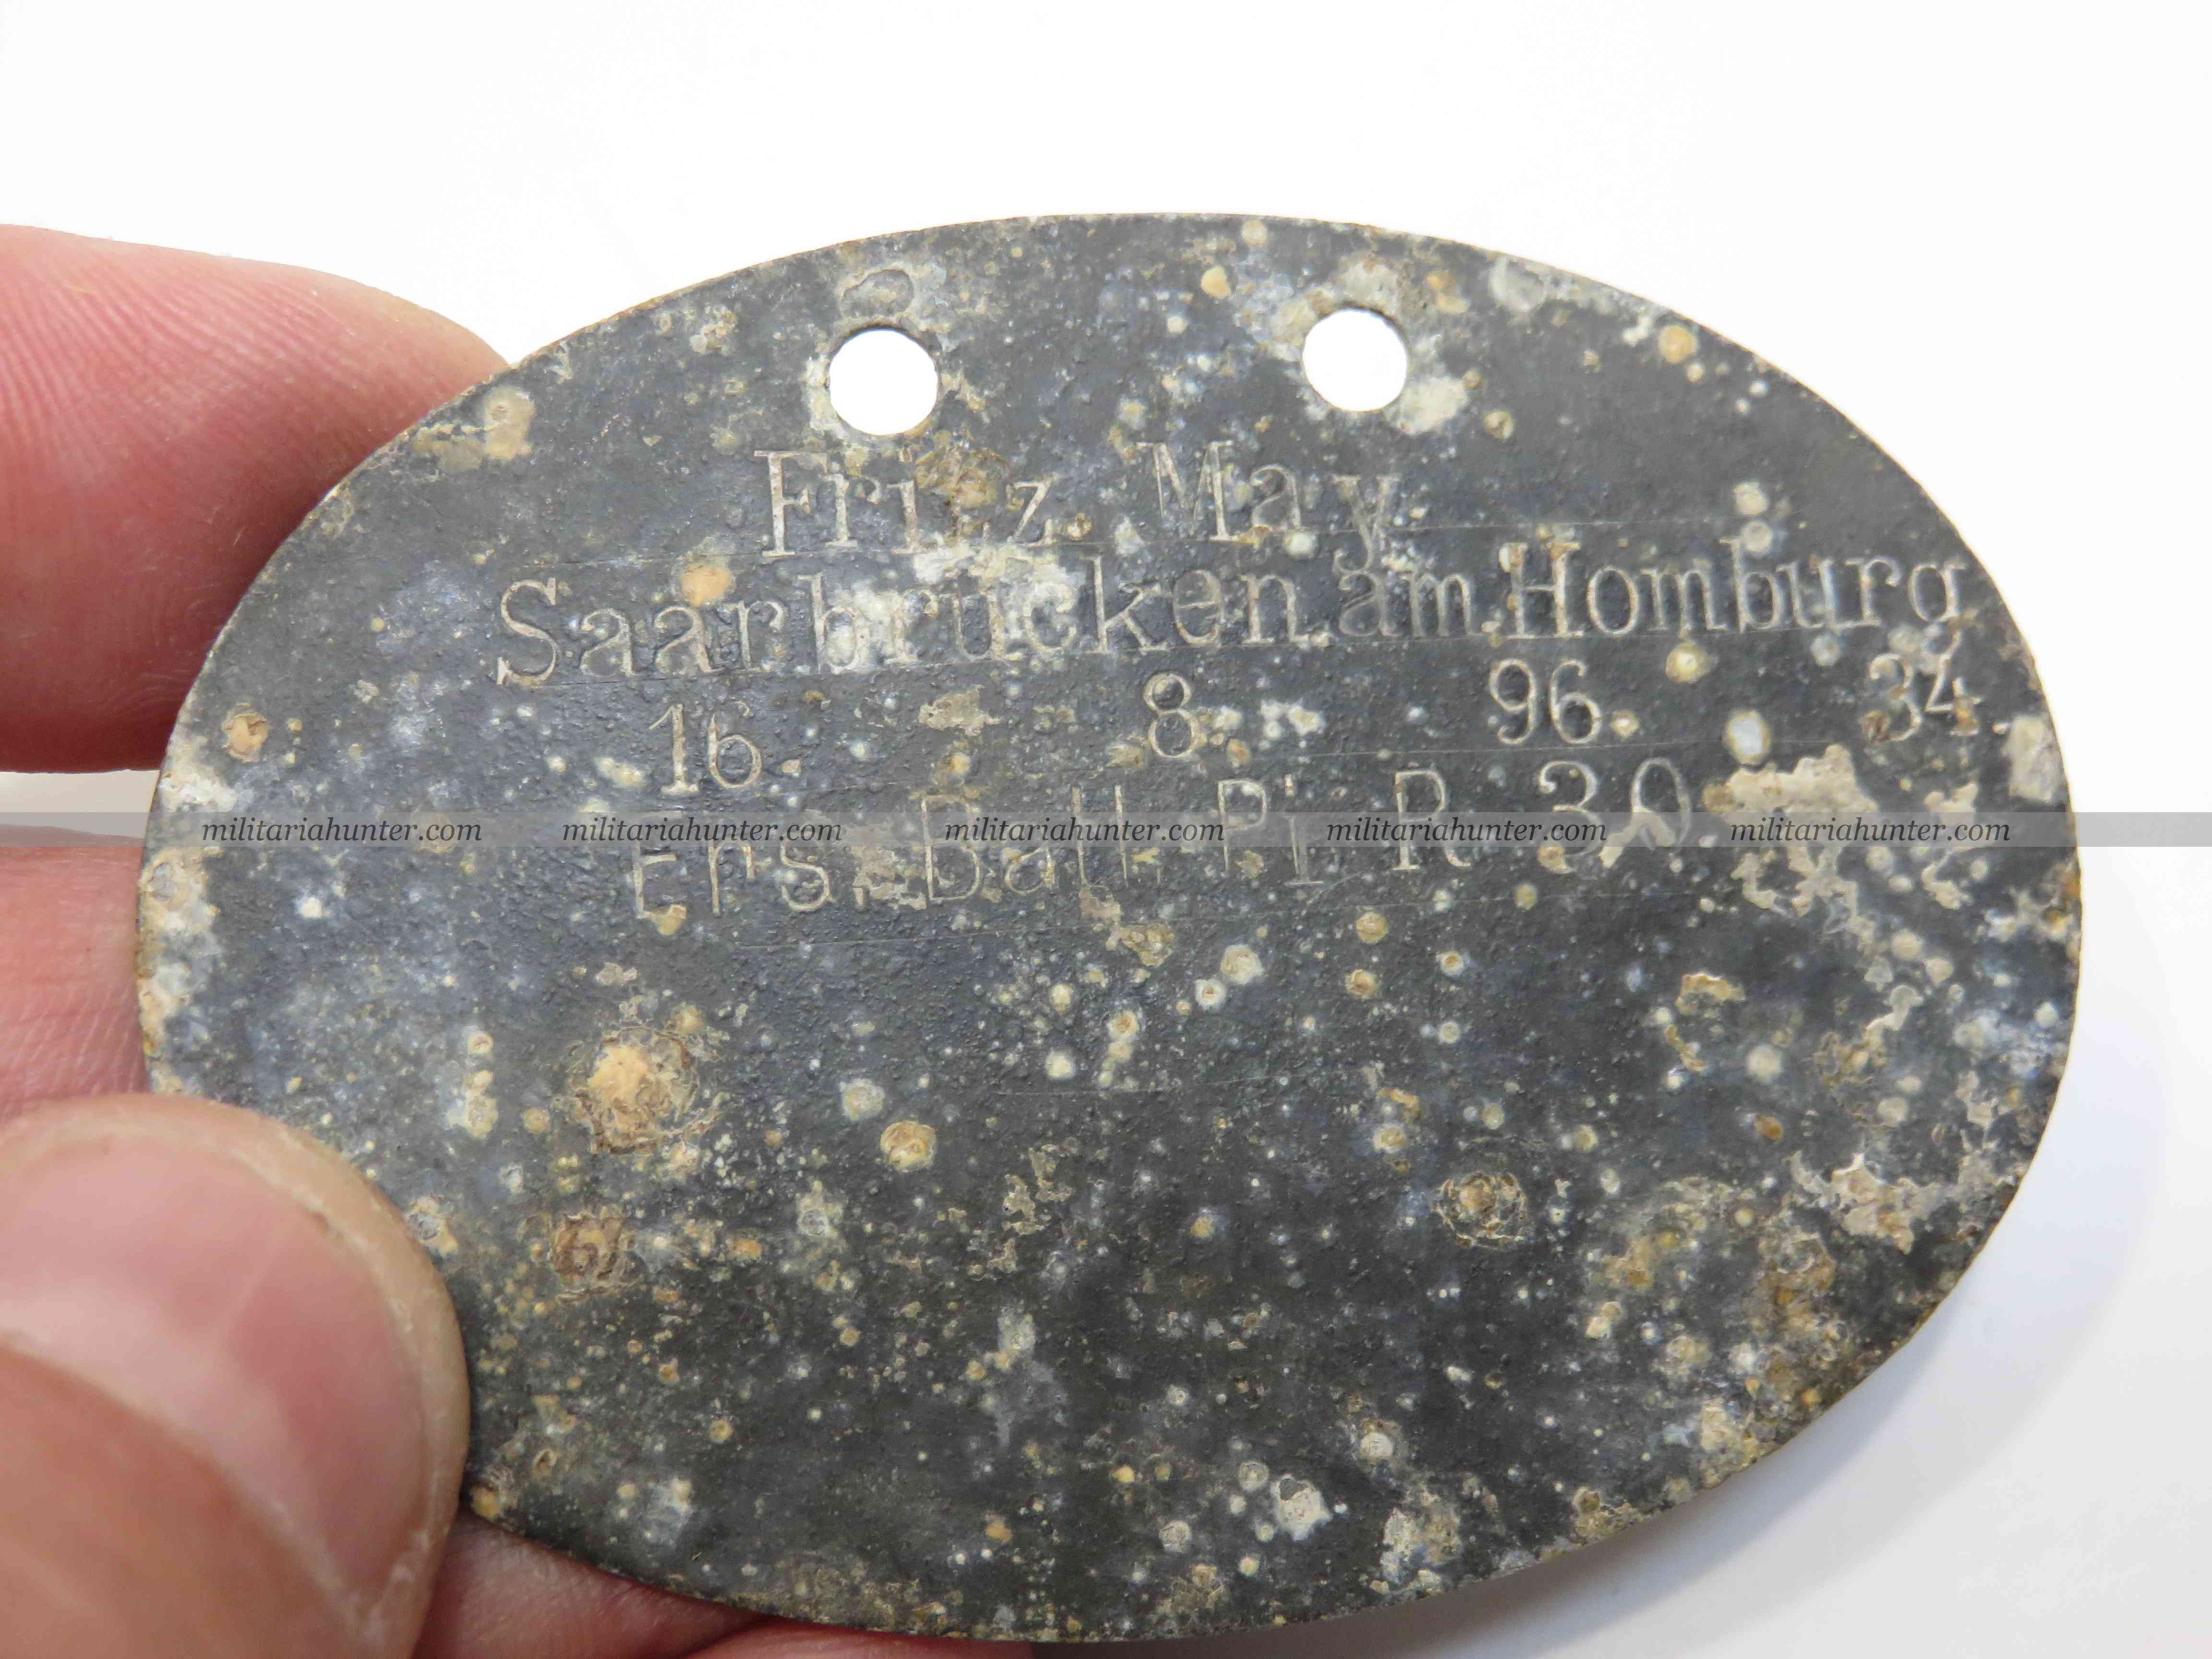 Fritz May
Saarbrücken am Homburg
16. 8. 96. 34.
Ers. Batl. Pi R 30
militariahunter.com militariahunter.com militariahunter.com militariahunter.com militariahunter.com